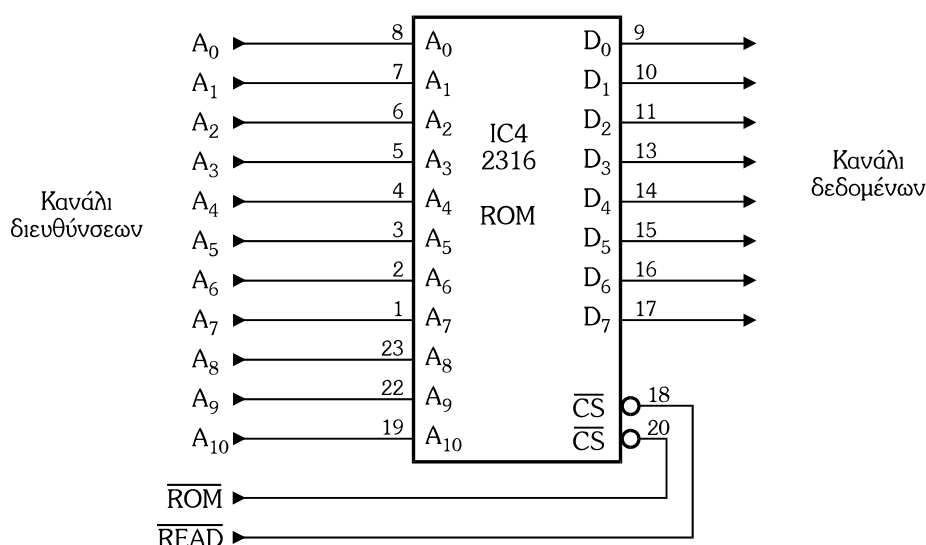 A0 8 A0 D0 9
A1 7 A1 D1 10
A2 6 A2 D2 11
A3 5 A3 D3 13
A4 4 A4 D4 14
A5 3 A5 D5 15
A6 2 A6 D6 16
A7 1 A7 D7 17
A8 23 A8
A9 22 A9 CS 18
A10 19 A10 CS 20
IC4
2316
ROM
Κανάλι
διευθύνσεων
Κανάλι
δεδομένων
ROM
READ